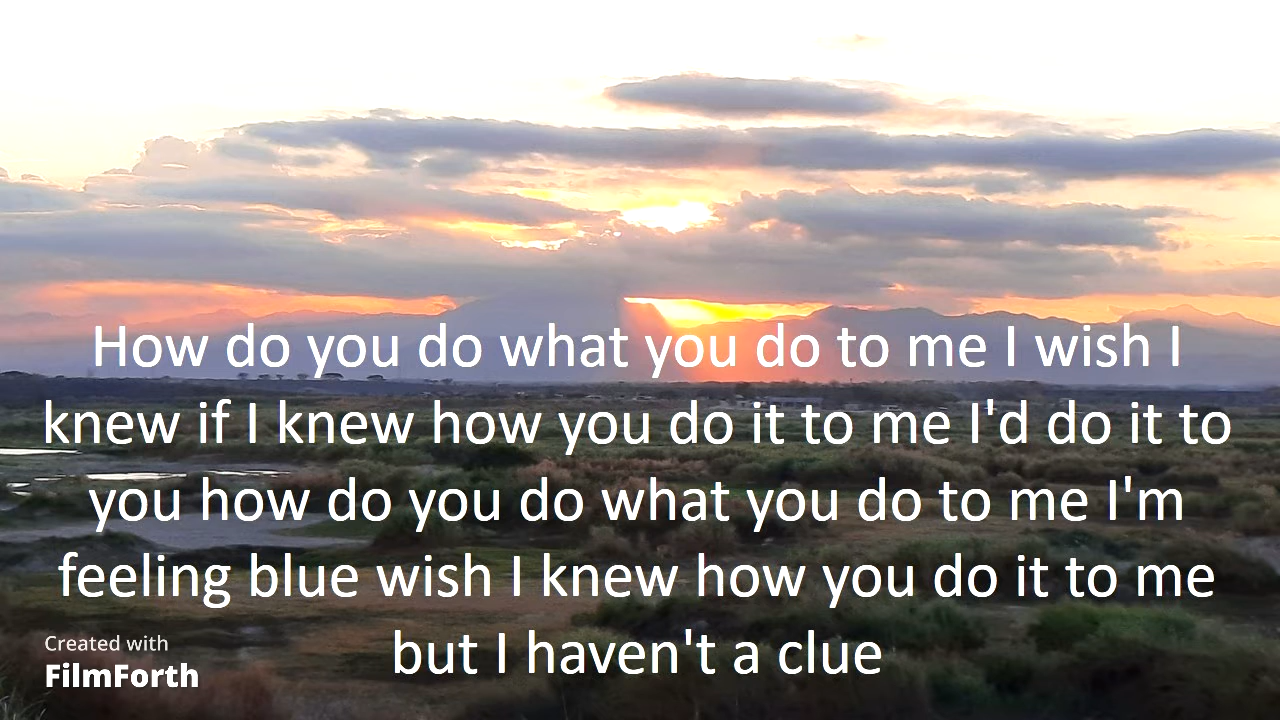 How do you do what you do to me I wish I
knew if I knew how you do it to me I'd do it to
you how do you do what you do to me I'm
feeling blue wish I knew how you do it to me
but I haven't a clue
Created with
FilmForth